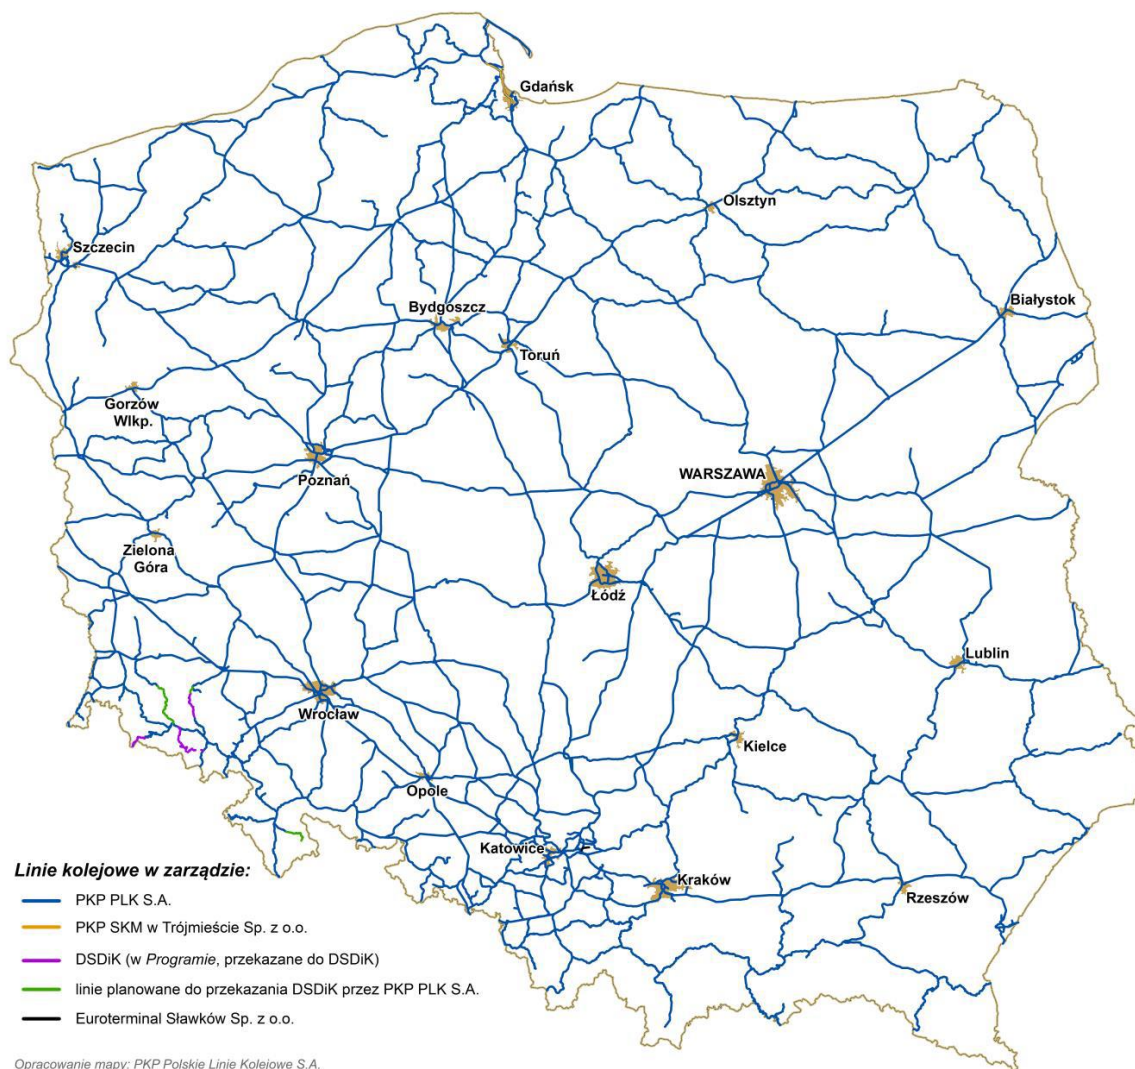 Gdańsk
Olsztyn
Szczecin
Białystok
Bydgoszcz
Toruń
Gorzów
Wlkp.
WARSZAWA
Poznań
Zielona
Góra
Łódź
Lublin
Wrocław
Kielce
Opole
Katowice
Kraków
Rzeszów
Linie kolejowe w zarządzie:
PKP PLK S.A.
PKP SKM w Trójmieście Sp. z o.o.
DSDiK (w Programie, przekazane do DSDiK)
linie planowane do przekazania DSDiK przez PKP PLK S.A.
Euroterminal Sławków Sp. z o.o.
Opracowanie mapy: PKP Polskie Linie Kolejowe S.A.